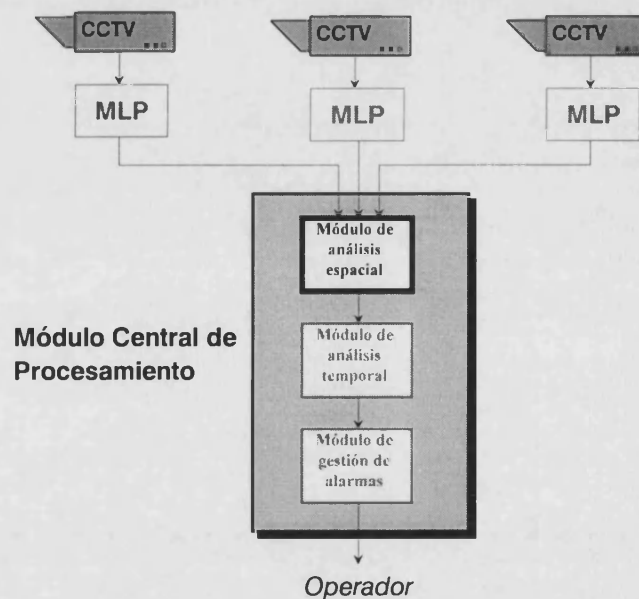 CCTV CCTV CCTV
MLP MLP MLP
Módulo de
análisis
espacial
Módulo Central de
Procesamiento
Módulo de
análisis
temporal
Módulo de
gestión de
alarmas
Operador